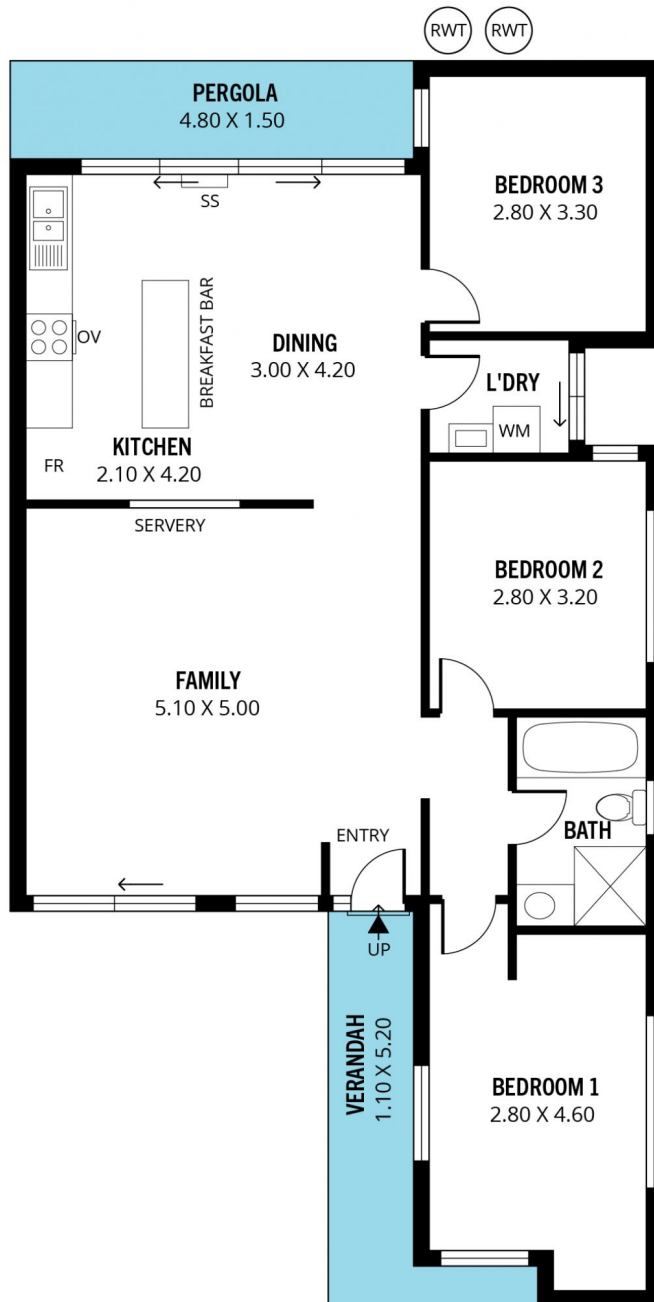 RWT
RWT
PERGOLA
4.80 X 1.50
BEDROOM 3
2.80 X 3.30
SS
OV
BREAKFAST BAR
DINING
3.00 X 4.20
L'DRY
WM
KITCHEN
2.10 X 4.20
FR
SERVERY
BEDROOM 2
2.80 X 3.20
FAMILY
5.10 X 5.00
ENTRY
BATH
UP
VERANDAH
1.10 X 5.20
BEDROOM 1
2.80 X 4.60